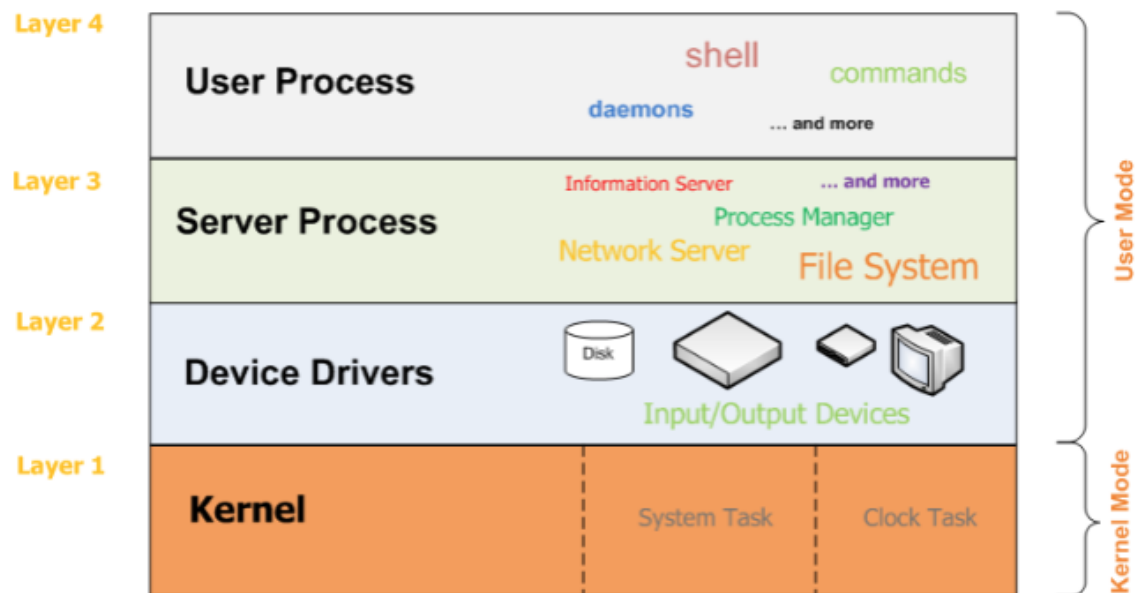 Layer 4
User Process
shell
commands
daemons
... and more
Layer 3
Server Process
Information Server
... and more
Process Manager
Network Server
File System
User Mode
Layer 2
Device Drivers
Disk
Input/Output Devices
Layer 1
Kernel
System Task
Clock Task
Kernel Mode